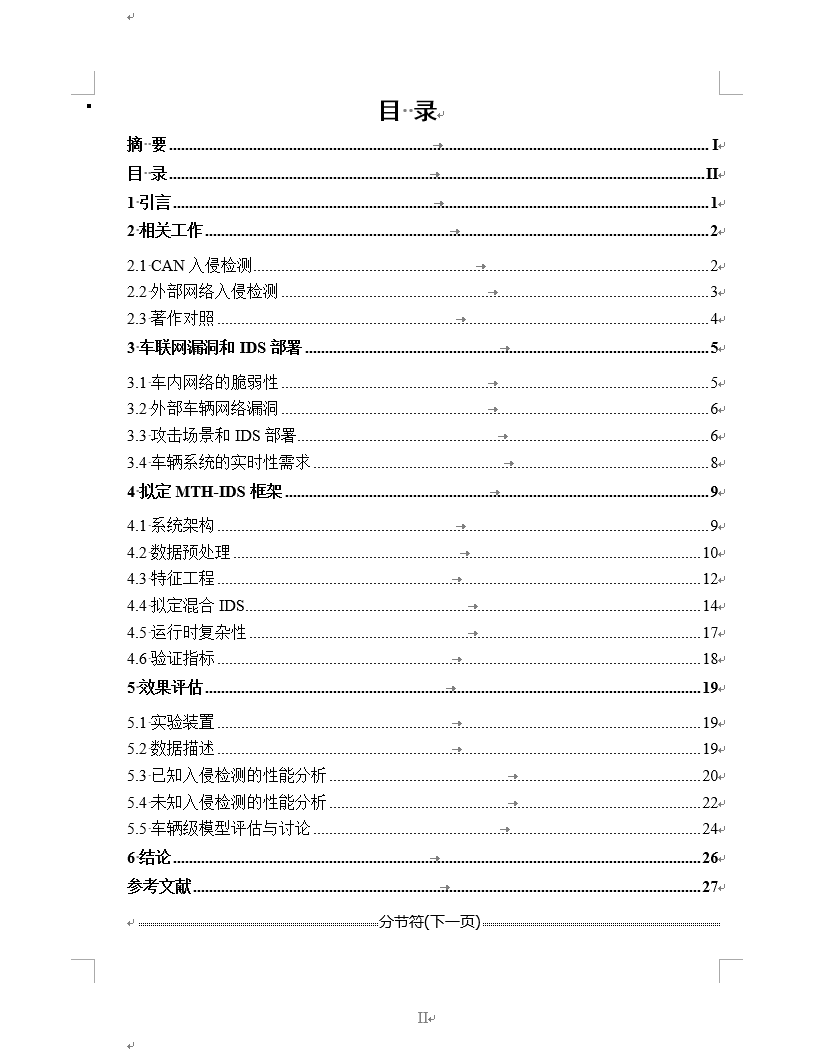 目 录
摘 要 I
目 录 II
1 引言 1
2 相关工作 2
2.1 CAN 入侵检测 2
2.2 外部网络入侵检测 3
2.3 著作对照 4
3 车联网漏洞和 IDS 部署 5
3.1 车内网络的脆弱性 5
3.2 外部车辆网络漏洞 6
3.3 攻击场景和 IDS 部署 6
3.4 车辆系统的实时性需求 8
4 拟定 MTH-IDS 框架 9
4.1 系统架构 9
4.2 数据预处理 10
4.3 特征工程 12
4.4 拟定混合 IDS 14
4.5 运行时复杂性 17
4.6 验证指标 18
5 效果评估 19
5.1 实验装置 19
5.2 数据描述 19
5.3 已知入侵检测的性能分析 20
5.4 未知入侵检测的性能分析 22
5.5 车辆级模型评估与讨论 24
6 结论 26
参考文献 27
分节符(下一页)
II